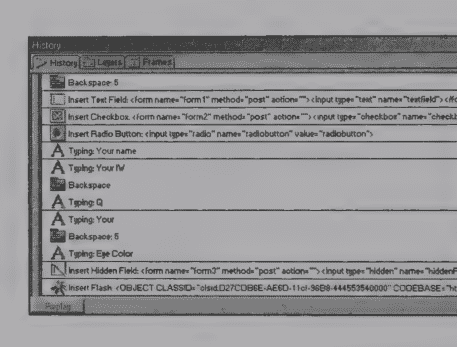 History
History Layers Frames
Backspace: 5
Insert Text Field: <form name="form1" method="post" action=""><input type="text" name="textfield"></fo
Insert Checkbox: <form name="form2" method="post" action=""><input type="checkbox" name="checkb
Insert Radio Button: <input type="radio" name="radiobutton" value="radiobutton">
Typing: Your name
Typing: Your IW
Backspace
Typing: Q
Typing: Your
Backspace: 5
Typing: Eye Color
Insert Hidden Field: <form name="form3" method="post" action=""><input type="hidden" name="hiddenF
Insert Flash: <OBJECT CLASSID="clsid:D27CDB6E-AE6D-11cf-96B8-444553540000" CODEBASE="ht
Replay